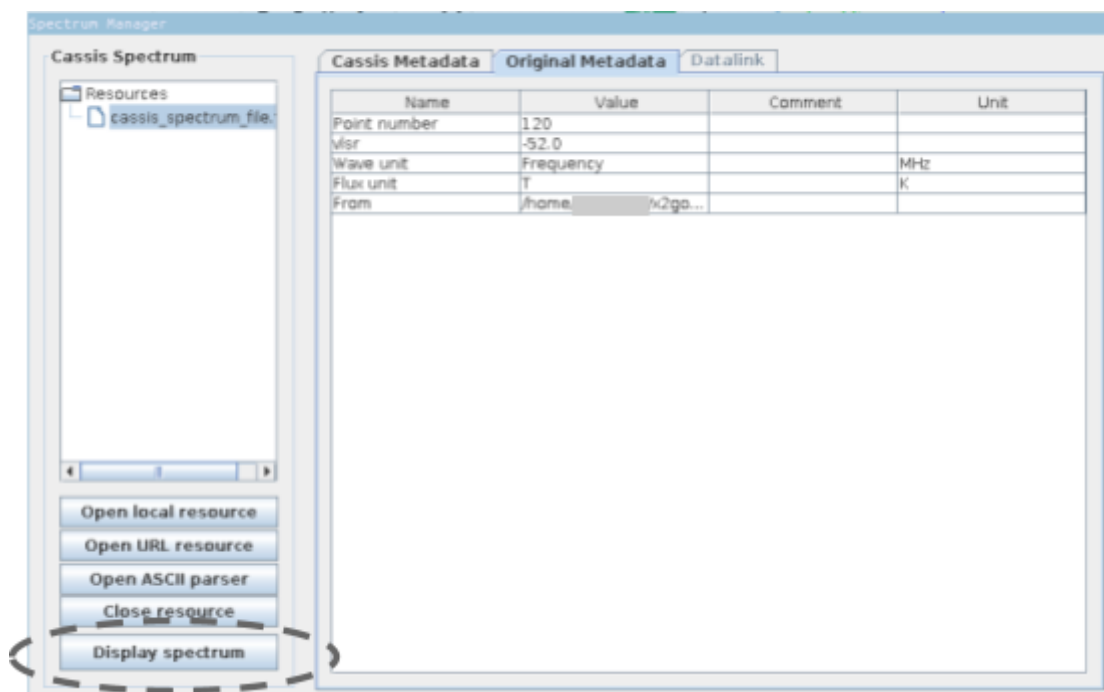 Spectrum Manager
Cassis Spectrum
Resources
cassis_spectrum_file.
Open local resource
Open URL resource
Open ASCII parser
Close resource
Display spectrum
Cassis Metadata Original Metadata Datalink
Name Value Comment Unit
Point number 120
vlsr -52.0
Wave unit Frequency MHz
Flux unit T K
From /home/ /x2go...